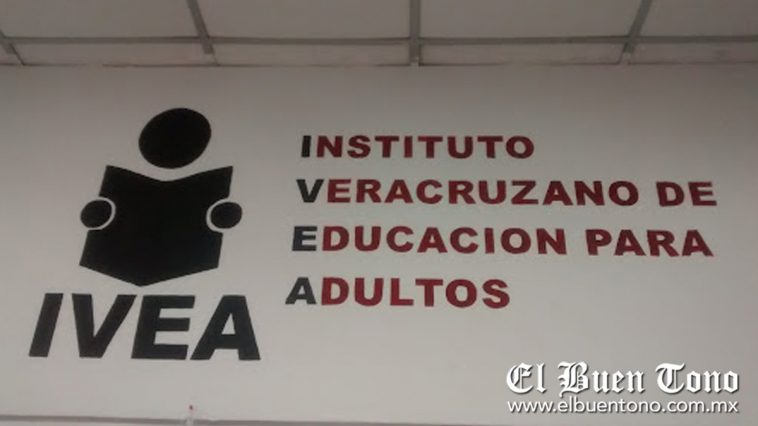 IVEA
INSTITUTO
VERACRUZANO DE
EDUCACION PARA
ADULTOS
El Buen Tono
www.elbuentono.com.mx